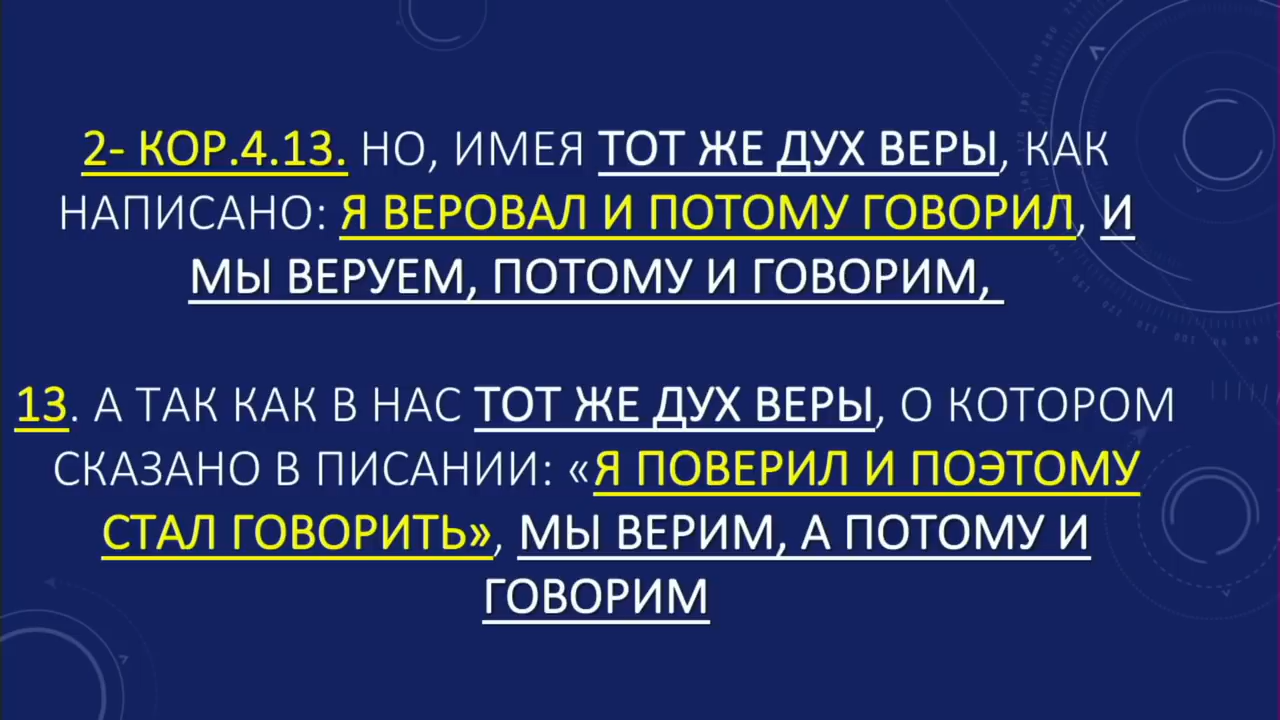 2- КОР.4.13. НО, ИМЕЯ ТОТ ЖЕ ДУХ ВЕРЫ, КАК
НАПИСАНО: Я ВЕРОВАЛ И ПОТОМУ ГОВОРИЛ, И
МЫ ВЕРУЕМ, ПОТОМУ И ГОВОРИМ,
13. А ТАК КАК В НАС ТОТ ЖЕ ДУХ ВЕРЫ, О КОТОРОМ
СКАЗАНО В ПИСАНИИ: «Я ПОВЕРИЛ И ПОЭТОМУ
СТАЛ ГОВОРИТЬ», МЫ ВЕРИМ, А ПОТОМУ И
ГОВОРИМ